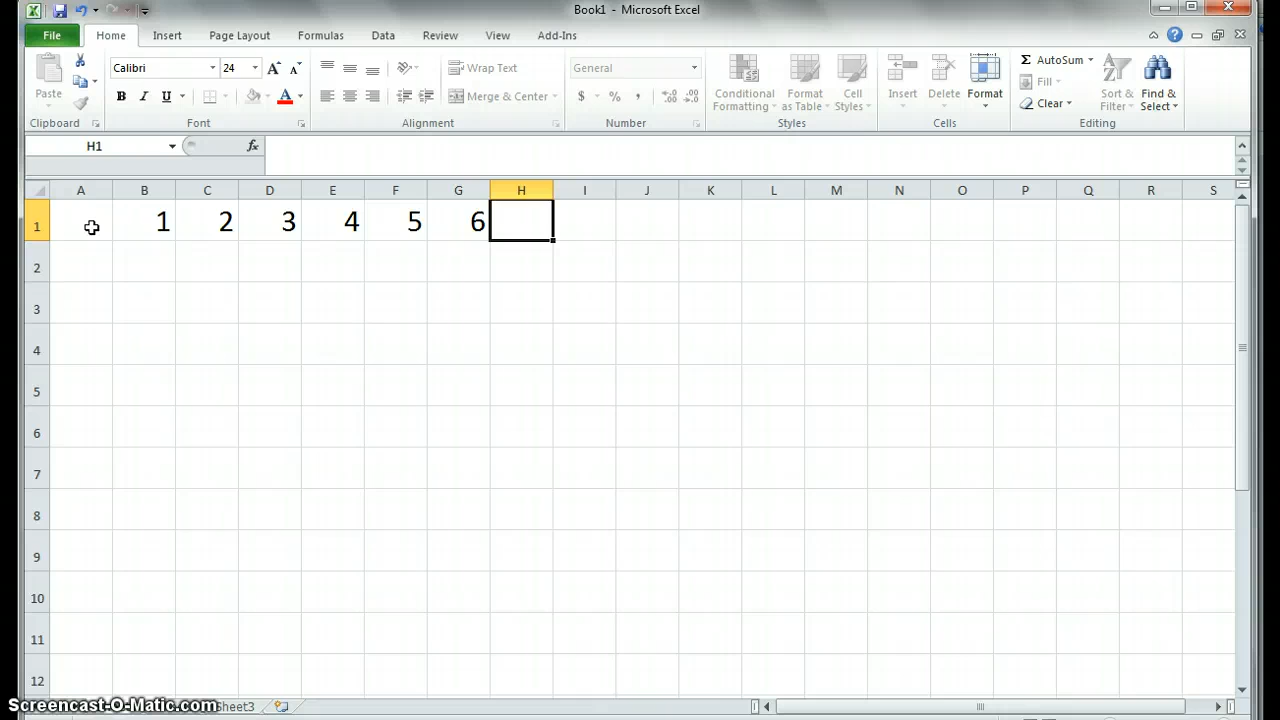 Book1 - Microsoft Excel
File Home Insert Page Layout Formulas Data Review View Add-Ins
Calibri 24 Wrap Text General AutoSum
Paste Fill
B I U Merge & Center $ % , Conditional Formatting Format as Table Cell Styles Insert Delete Format Clear Sort & Filter Find & Select
Clipboard Font Alignment Number Styles Cells Editing
H1 fx
A B C D E F G H I J K L M N O P Q R S
1 1 2 3 4 5 6
2
3
4
5
6
7
8
9
10
11
12
Screencast-O-Matic.com Sheet3